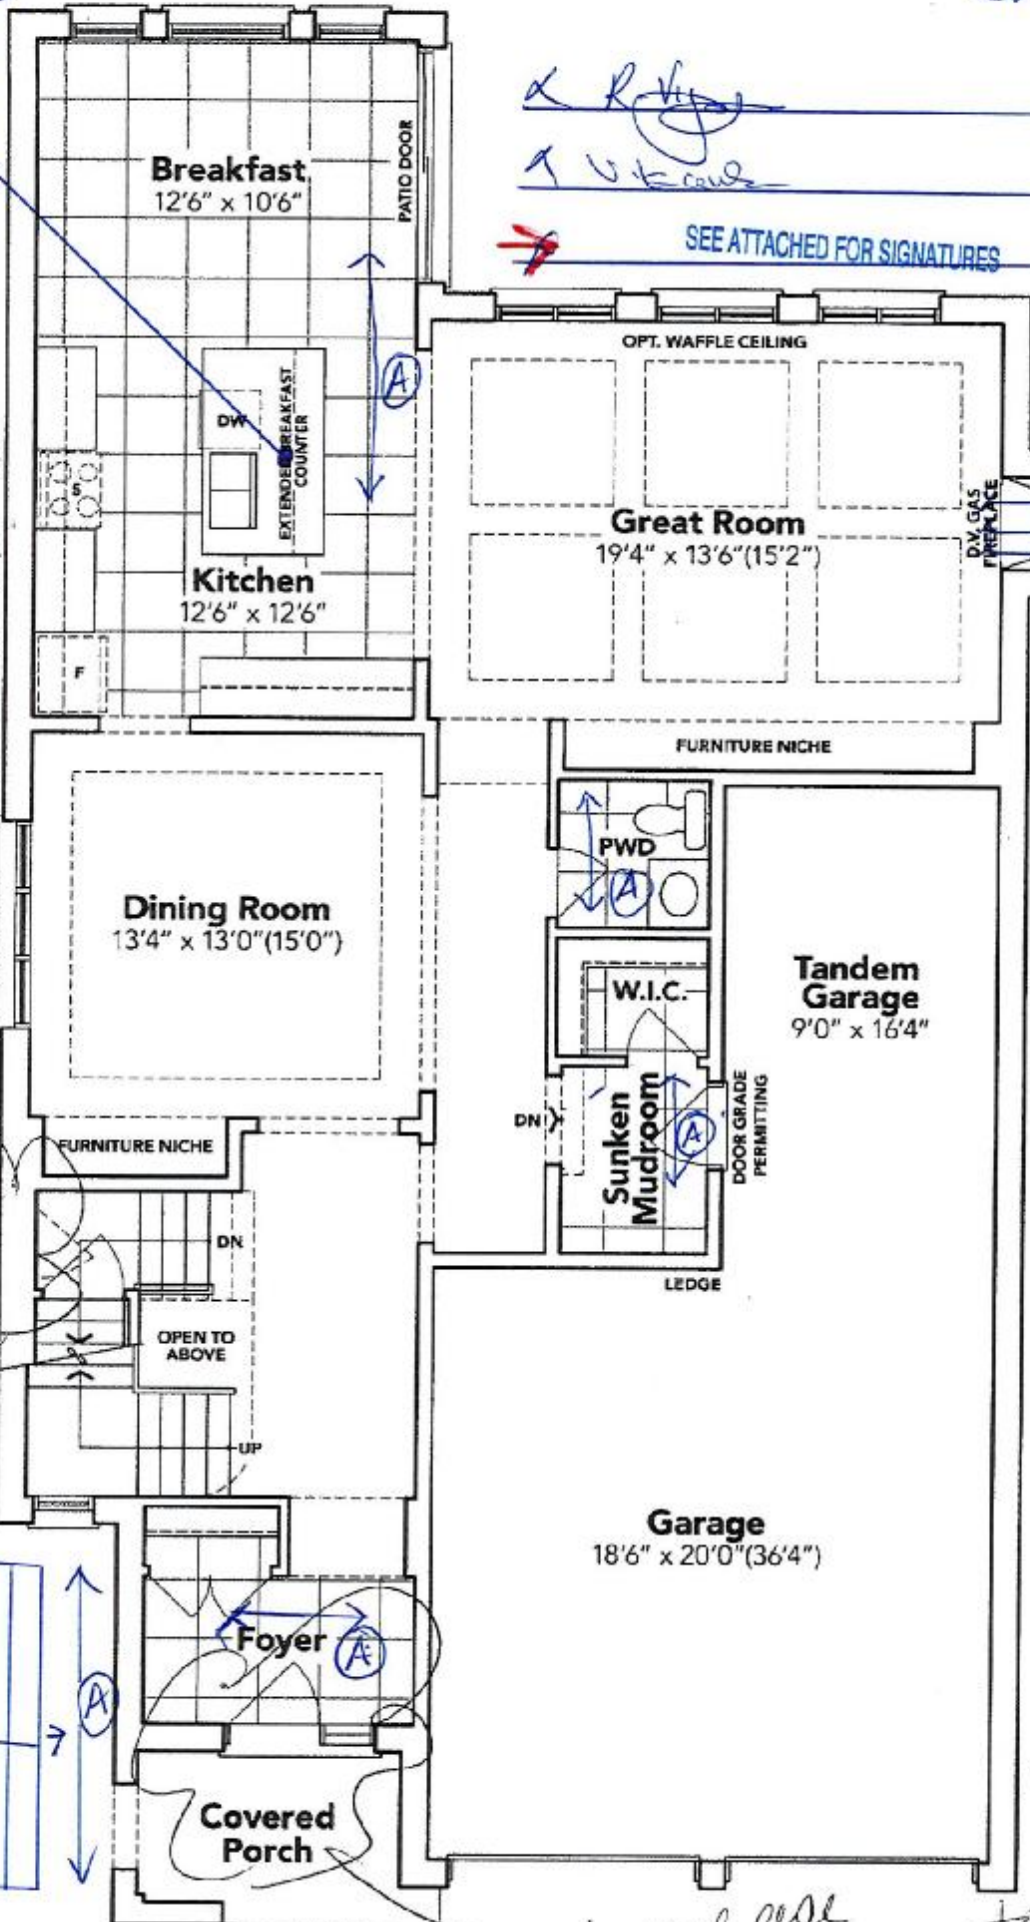 SEE ATTACHED FOR SIGNATURES
Breakfast
12'6" x 10'6"
PATIO DOOR
A
OPT. WAFFLE CEILING
DW
EXTENDED BREAKFAST
COUNTER
S
Great Room
19'4" x 13'6"(15'2")
D.V. GAS
FIREPLACE
Kitchen
12'6" x 12'6"
F
FURNITURE NICHE
PWD
A
Dining Room
13'4" x 13'0"(15'0")
W.I.C.
Tandem
Garage
9'0" x 16'4"
DN
Sunken
Mudroom
A
DOOR GRADE
PERMITTING
FURNITURE NICHE
DN
LEDGE
OPEN TO
ABOVE
UP
Garage
18'6" x 20'0"(36'4")
Foyer
A
A
Covered
Porch